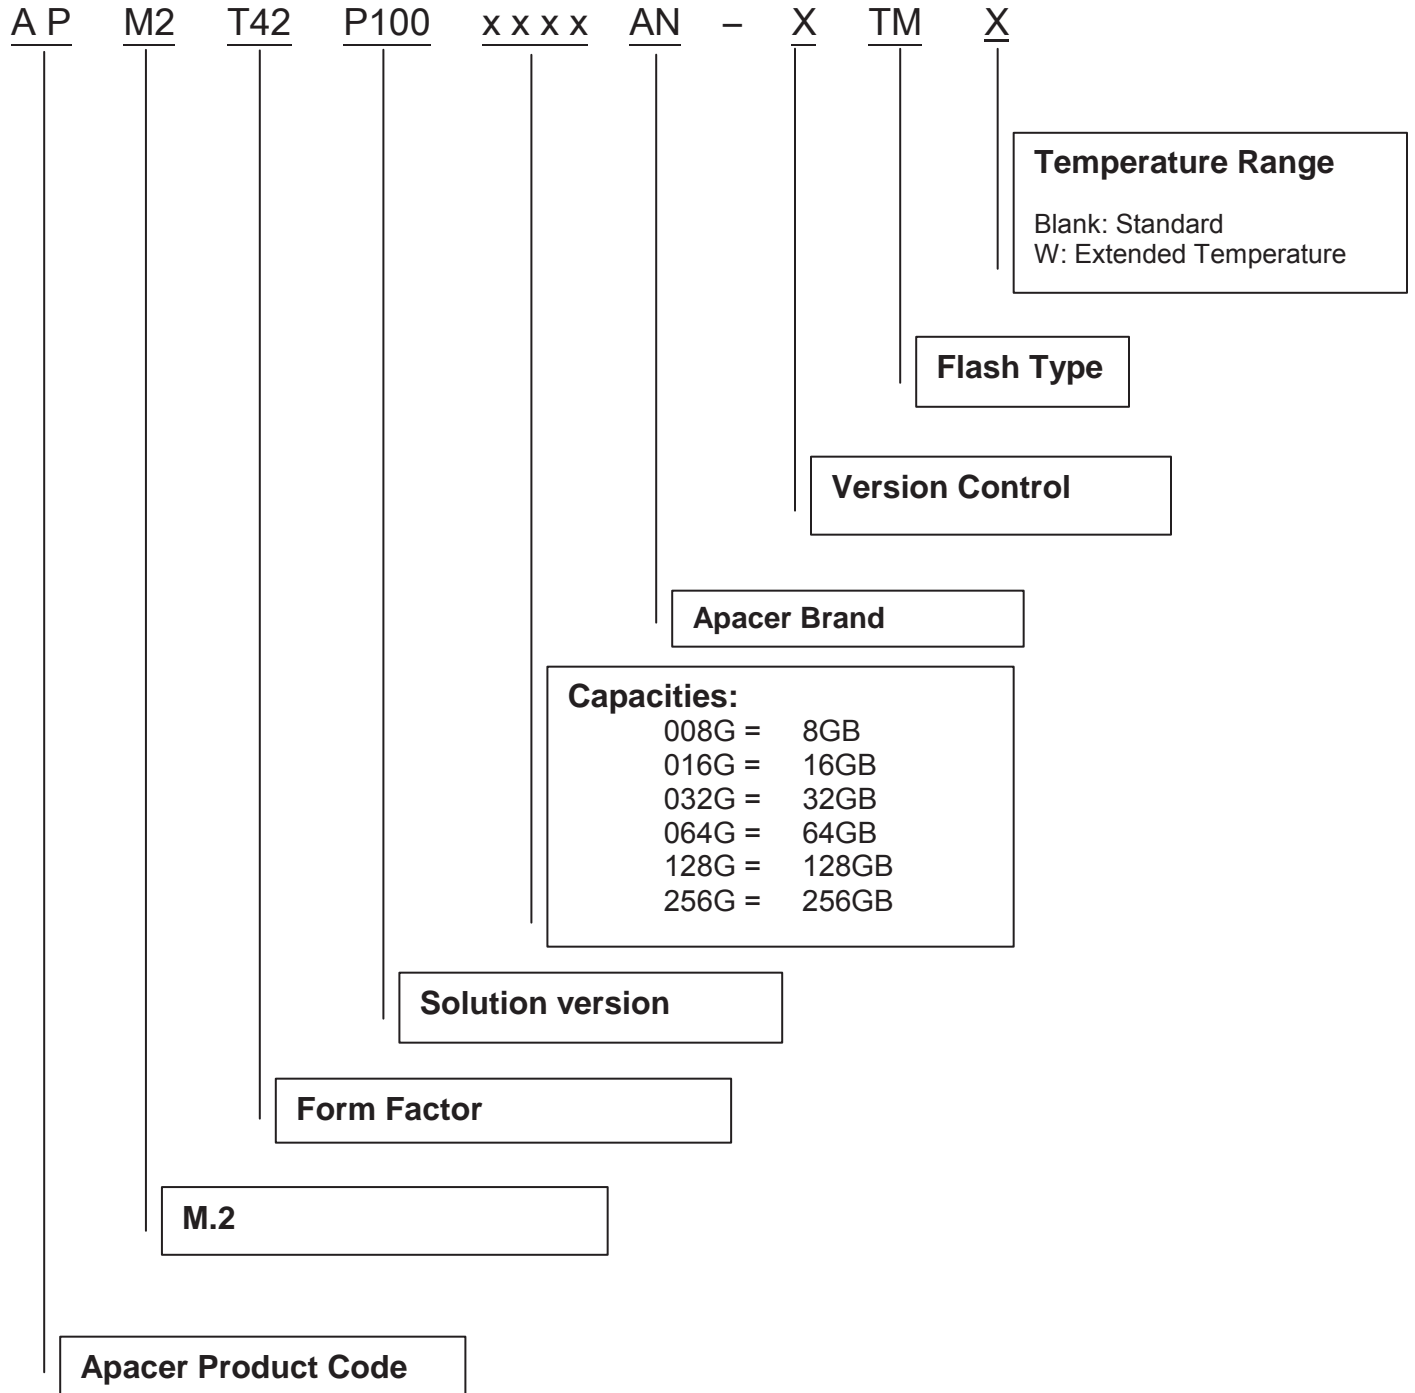 A P M2 T42 P100 x x x x AN – X TM X
Temperature Range
Blank: Standard
W: Extended Temperature
Flash Type
Version Control
Apacer Brand
Capacities:
008G = 8GB
016G = 16GB
032G = 32GB
064G = 64GB
128G = 128GB
256G = 256GB
Solution version
Form Factor
M.2
Apacer Product Code